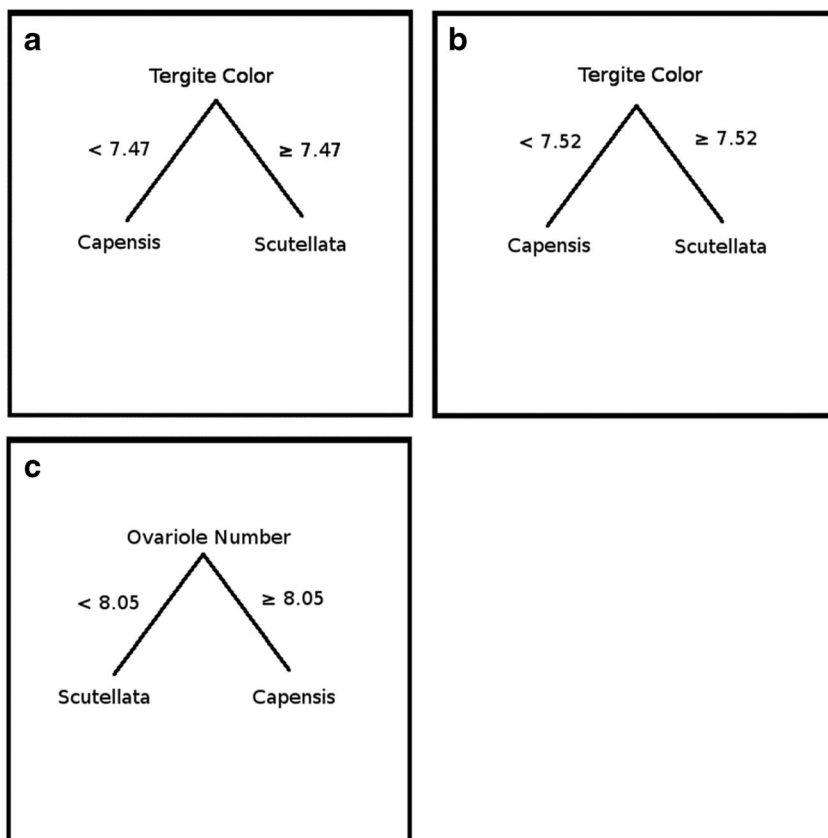 a
Tergite Color
< 7.47 ≥ 7.47
Capensis Scutellata
b
Tergite Color
< 7.52 ≥ 7.52
Capensis Scutellata
c
Ovariole Number
< 8.05 ≥ 8.05
Scutellata Capensis